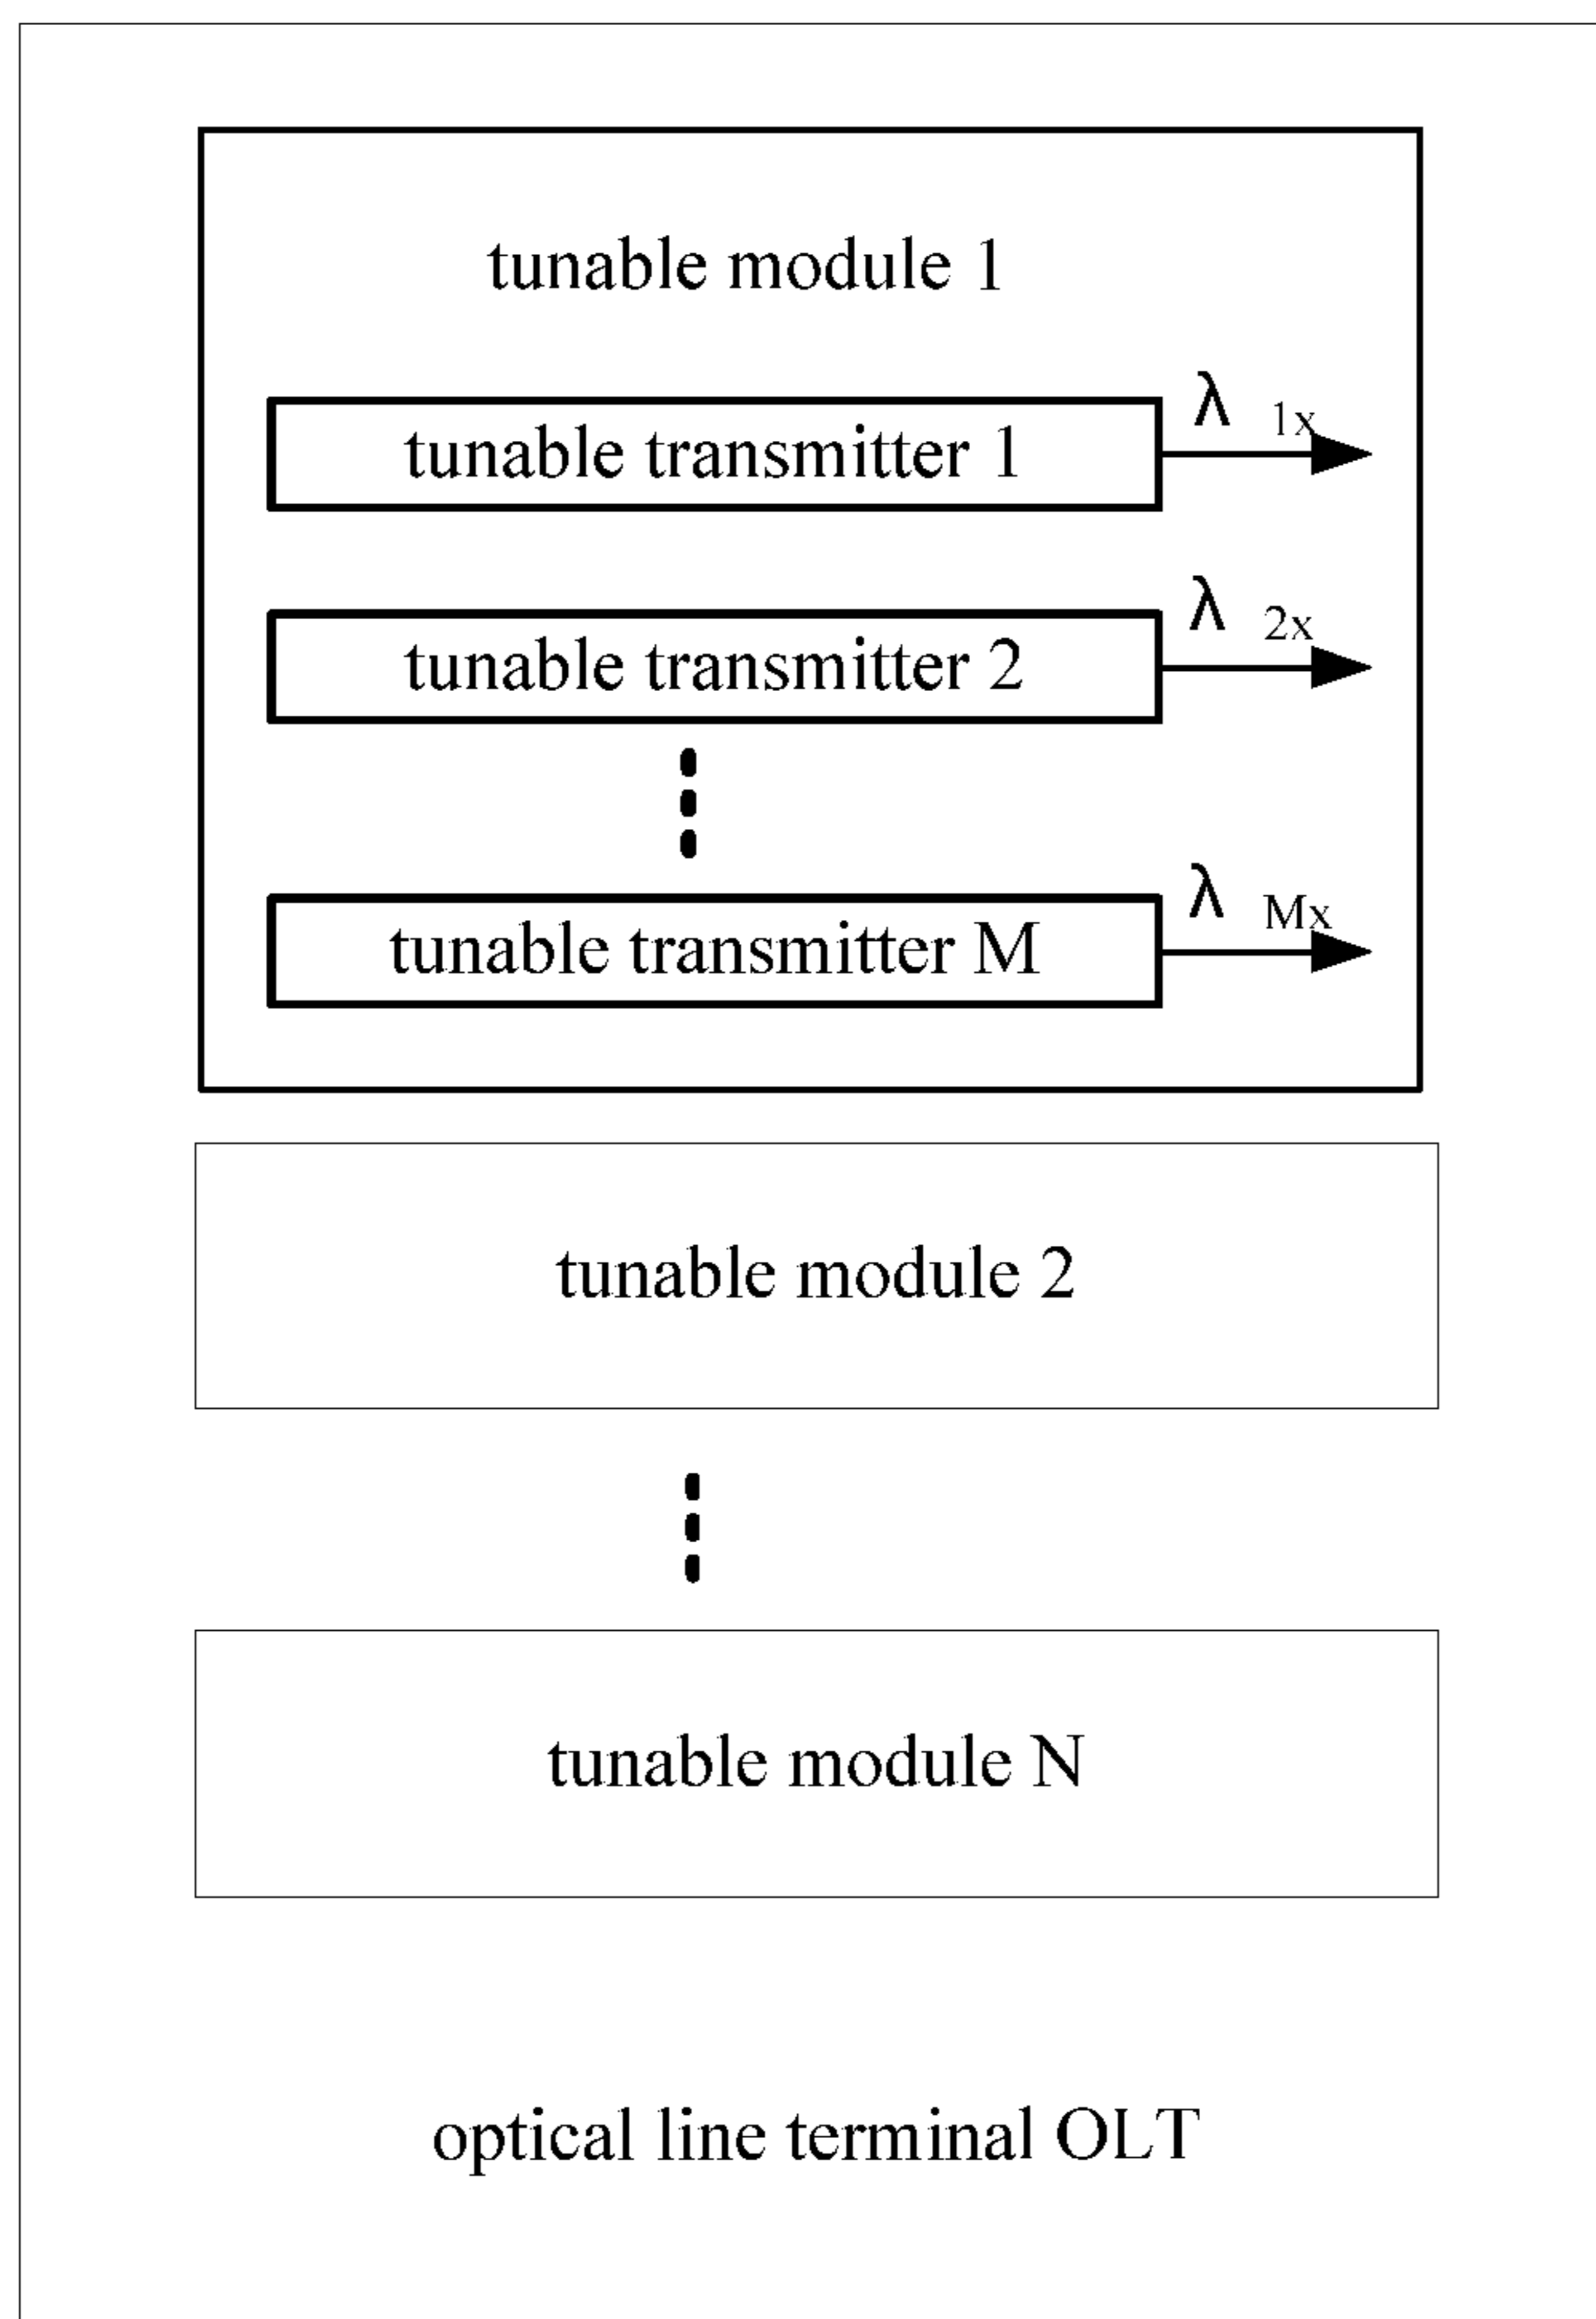 tunable module 1
λ 1x
tunable transmitter 1
λ 2x
tunable transmitter 2
λ Mx
tunable transmitter M
tunable module 2
tunable module N
optical line terminal OLT